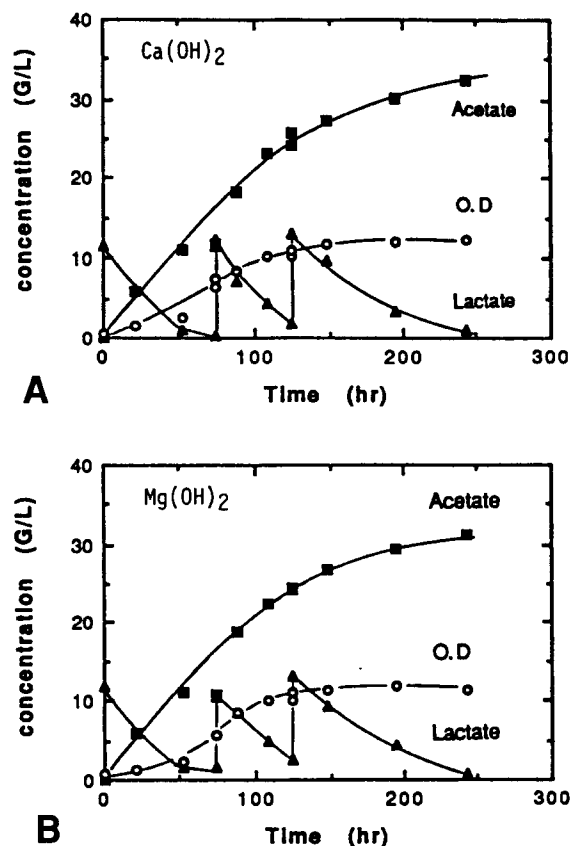 Ca(OH)2
concentration (G/L)
40
30
20
10
0
Acetate
O.D
Lactate
0
100
200
300
Time (hr)
A
Mg(OH)2
concentration (G/L)
40
30
20
10
0
Acetate
O.D
Lactate
0
100
200
300
Time (hr)
B